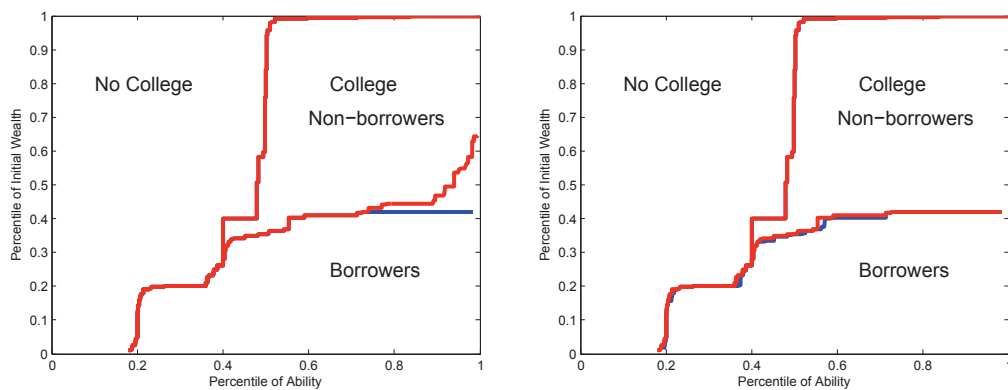 1
0.9
0.8
0.7
0.6
0.5
0.4
0.3
0.2
0.1
0
Percentile of Initial Wealth
No College
College
Non−borrowers
Borrowers
0 0.2 0.4 0.6 0.8 1
Percentile of Ability
1
0.9
0.8
0.7
0.6
0.5
0.4
0.3
0.2
0.1
0
Percentile of Initial Wealth
No College
College
Non−borrowers
Borrowers
0 0.2 0.4 0.6 0.8 1
Percentile of Ability